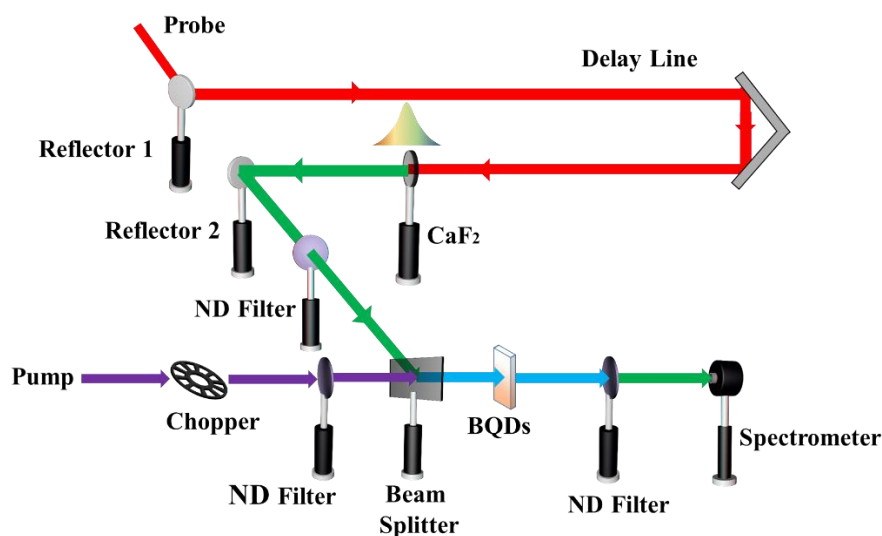 Probe
Delay Line
Reflector 1
Reflector 2
CaF₂
ND Filter
Pump
Chopper
BQDs
Spectrometer
ND Filter
Beam
Splitter
ND Filter